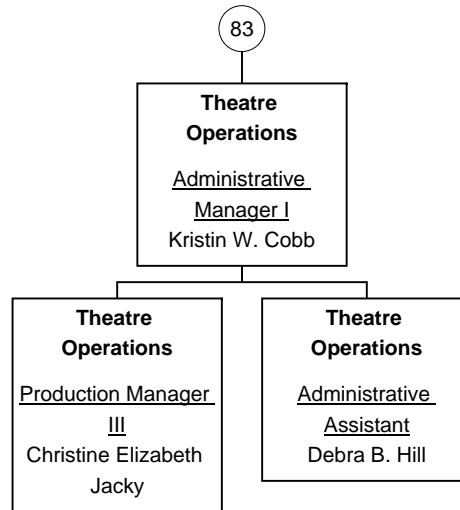 83
Theatre
Operations
Administrative
Manager I
Kristin W. Cobb
Theatre
Operations
Production Manager
III
Christine Elizabeth
Jacky
Theatre
Operations
Administrative
Assistant
Debra B. Hill